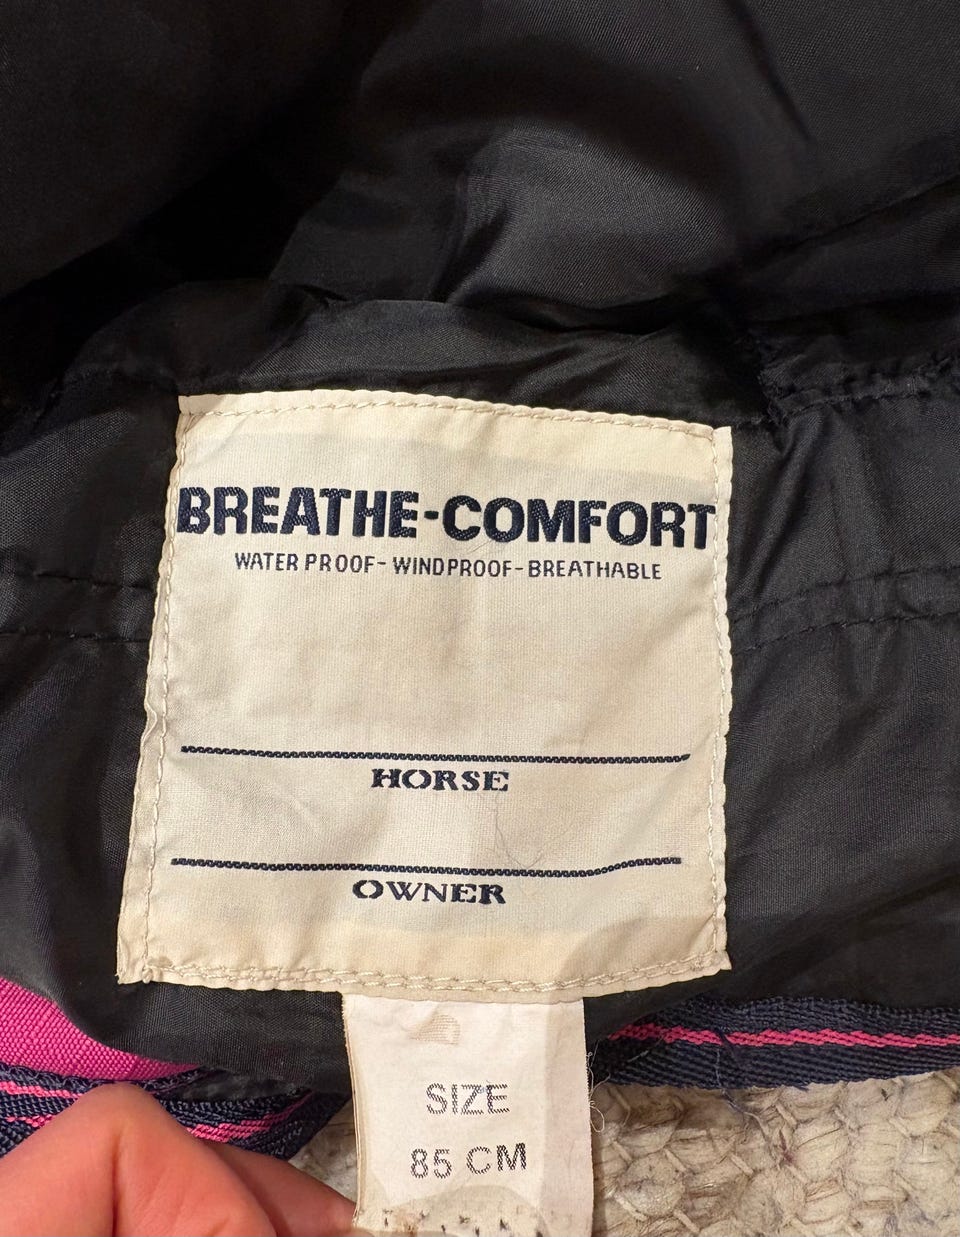 BREATHE-COMFORT
WATER PROOF-WINDPROOF-BREATHABLE
HORSE
OWNER
SIZE
85 CM